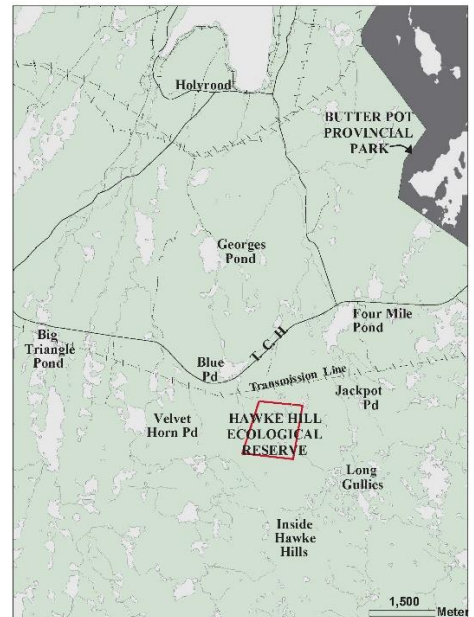 Holyrood
BUTTER POT
PROVINCIAL
PARK
Georges
Pond
Four Mile
Pond
Big
Triangle
Pond
Blue
Pd
T. C. H.
Transmission Line
Jackpot
Pd
Velvet
Horn Pd
HAWKE HILL
ECOLOGICAL
RESERVE
Long
Gullies
Inside
Hawke
Hills
1,500
Meter